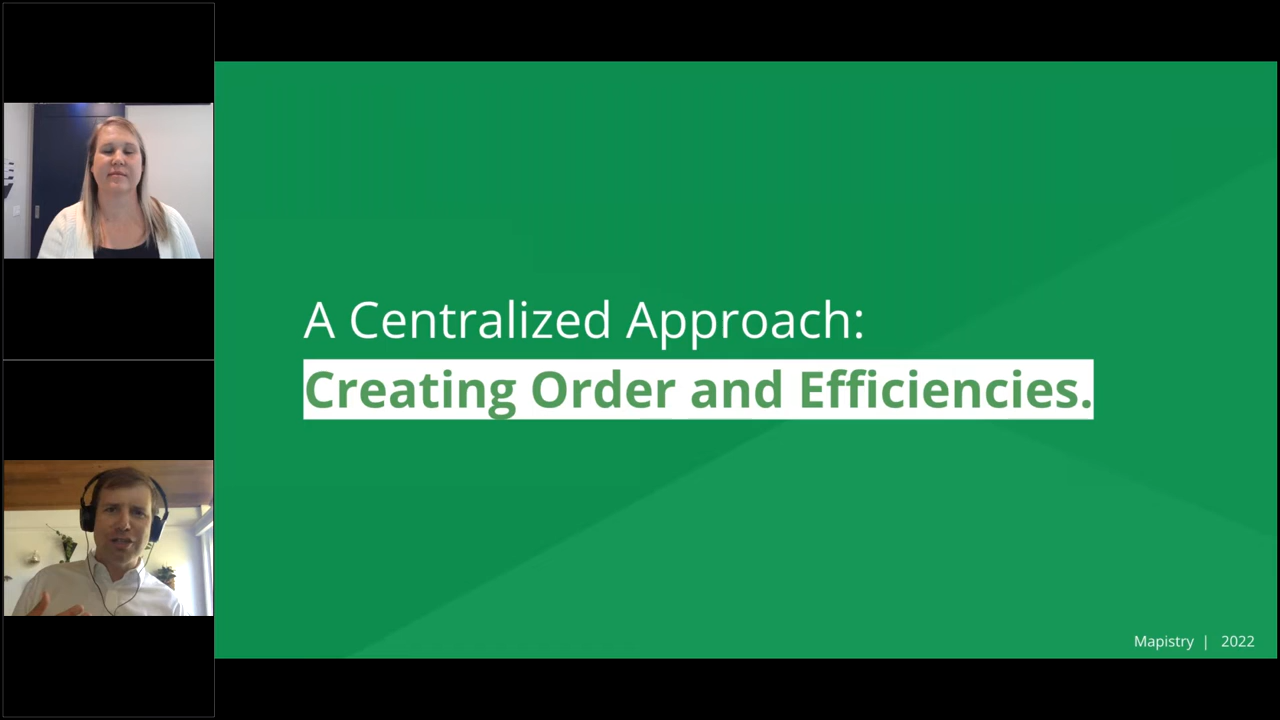 A Centralized Approach:
Creating Order and Efficiencies.
Mapistry | 2022